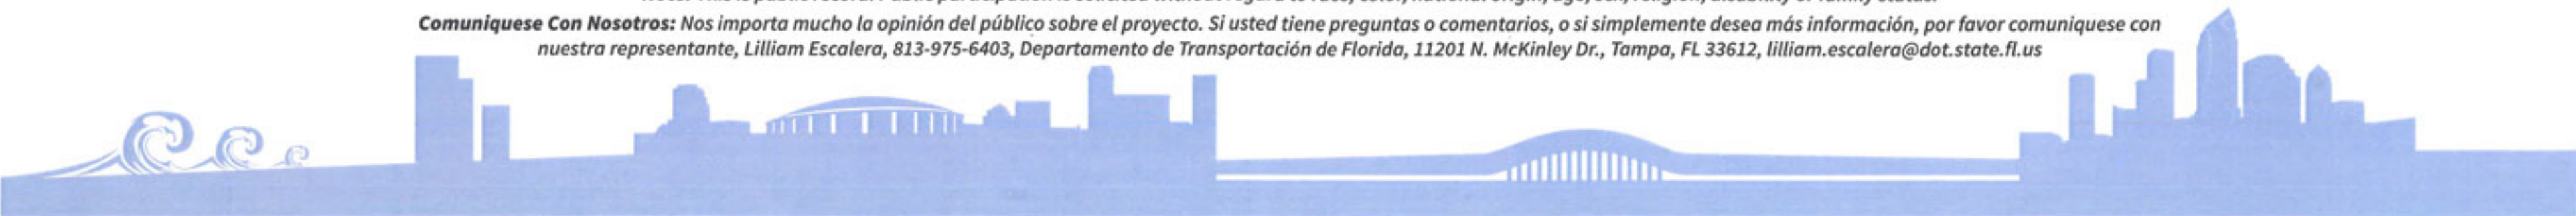 Comuniquese Con Nosotros: Nos importa mucho la opinión del público sobre el proyecto. Si usted tiene preguntas o comentarios, o si simplemente desea más información, por favor comuniquese con
nuestra representante, Lilliam Escalera, 813-975-6403, Departamento de Transportación de Florida, 11201 N. McKinley Dr., Tampa, FL 33612, lilliam.escalera@dot.state.fl.us